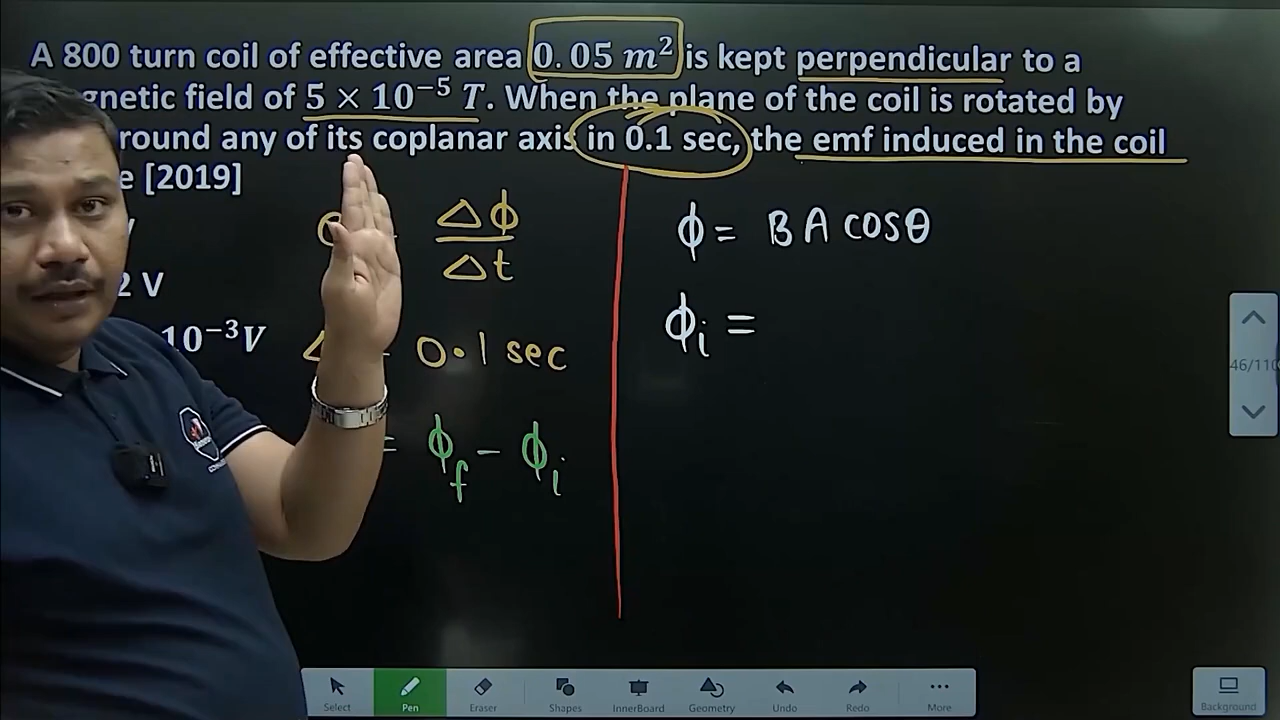 A 800 turn coil of effective area 0.05 m² is kept perpendicular to a
gnetic field of 5 × 10⁻⁵ T. When the plane of the coil is rotated by
round any of its coplanar axis in 0.1 sec, the emf induced in the coil
e [2019]
2 V
10⁻³V
Δϕ
Δt
0.1 sec
= ϕf - ϕi
ϕ = BA cosθ
ϕi =
46/110
Select
Pen
Eraser
Shapes
InnerBoard
Geometry
Undo
Redo
More
Background